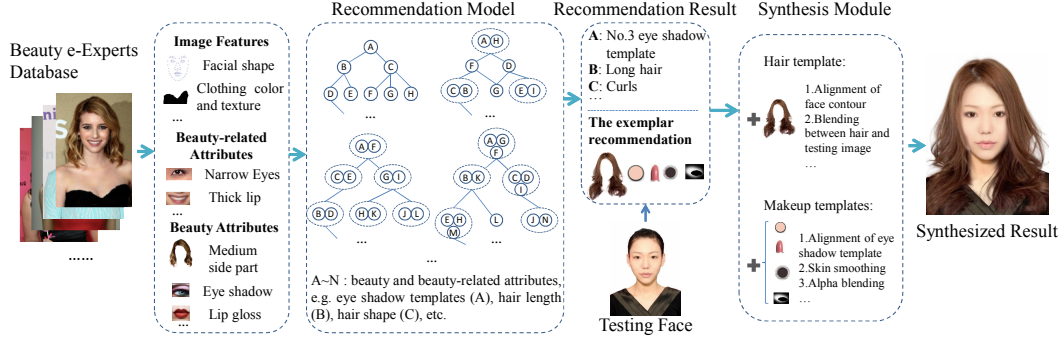 Beauty e-Experts
Database
......
Image Features
Facial shape
Clothing color
and texture
...
Beauty-related
Attributes
Narrow Eyes
Thick lip
...
Beauty Attributes
Medium
side part
Eye shadow
Lip gloss
...
Recommendation Model
A
B C
D E F G H
...
A H
F D
C B G E I
...
A F
C E G I
B D H K J L
...
A G
F
B K C D
I
E H
M
L J N
...
...
A~N : beauty and beauty-related attributes,
e.g. eye shadow templates (A), hair length
(B), hair shape (C), etc.
Recommendation Result
A: No.3 eye shadow
template
B: Long hair
C: Curls
...
The exemplar
recommendation
Testing Face
Synthesis Module
Hair template:
1.Alignment of
face contour
2.Blending
between hair and
testing image
...
Makeup templates:
1.Alignment of eye
shadow template
2.Skin smoothing
3.Alpha blending
...
Synthesized Result